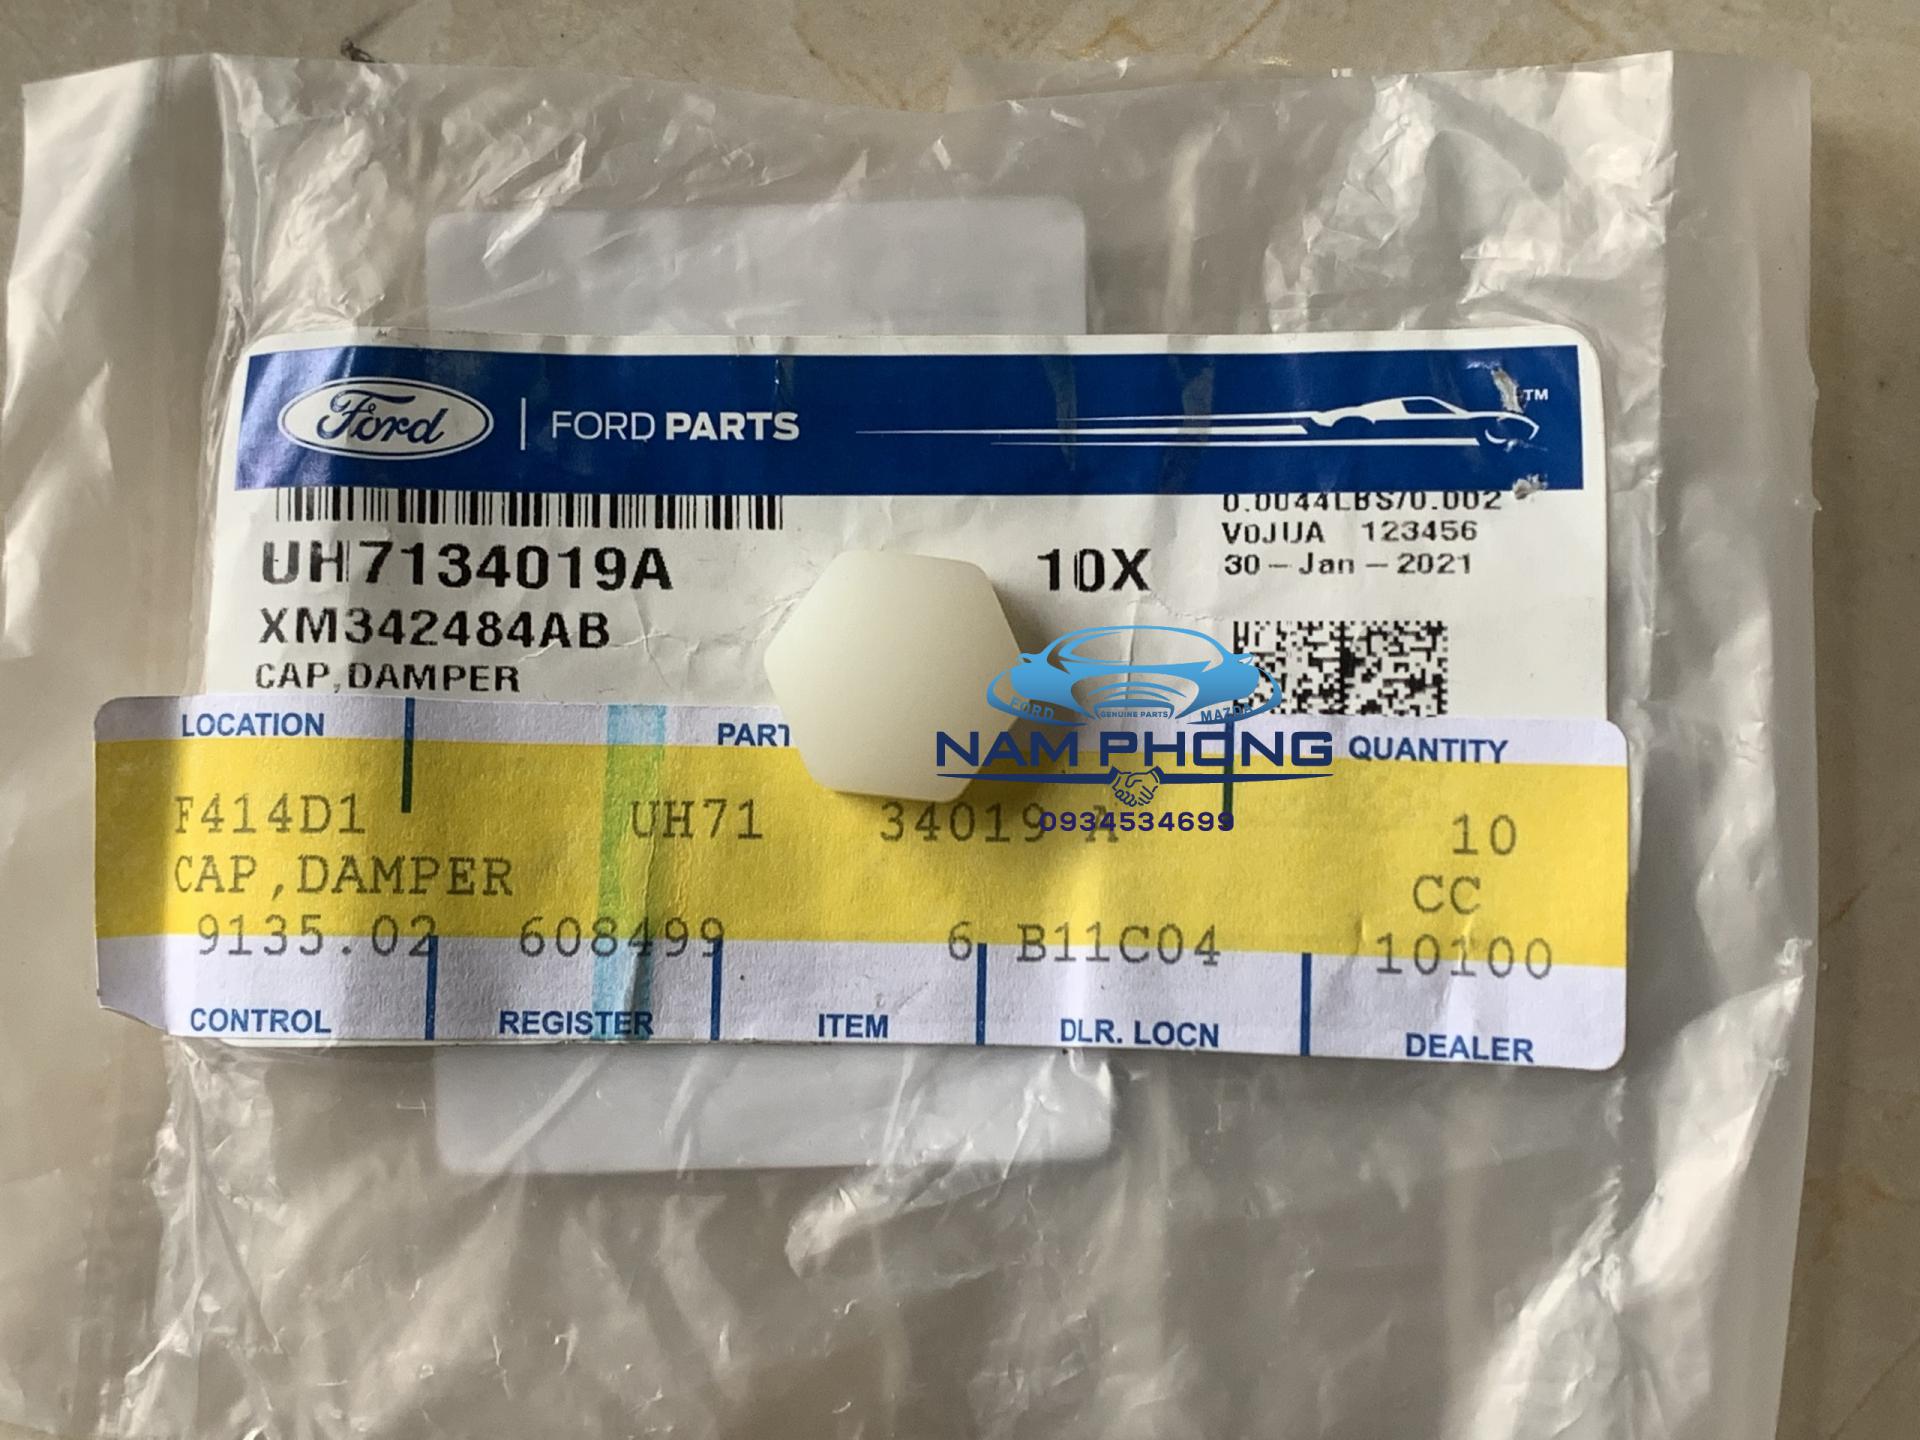 Ford FORD PARTS ™
0.0044LBS/0.002
V0JUA 123456
UH7134019A 10X 30-Jan-2021
XM342484AB
CAP,DAMPER
FORD GENUINE PARTS MAZDA
NAM PHONG
0934534699
LOCATION PART QUANTITY
F414D1 UH71 34019 A 10
CAP,DAMPER CC
9135.02 608499 6 B11C04 10100
CONTROL REGISTER ITEM DLR. LOCN DEALER